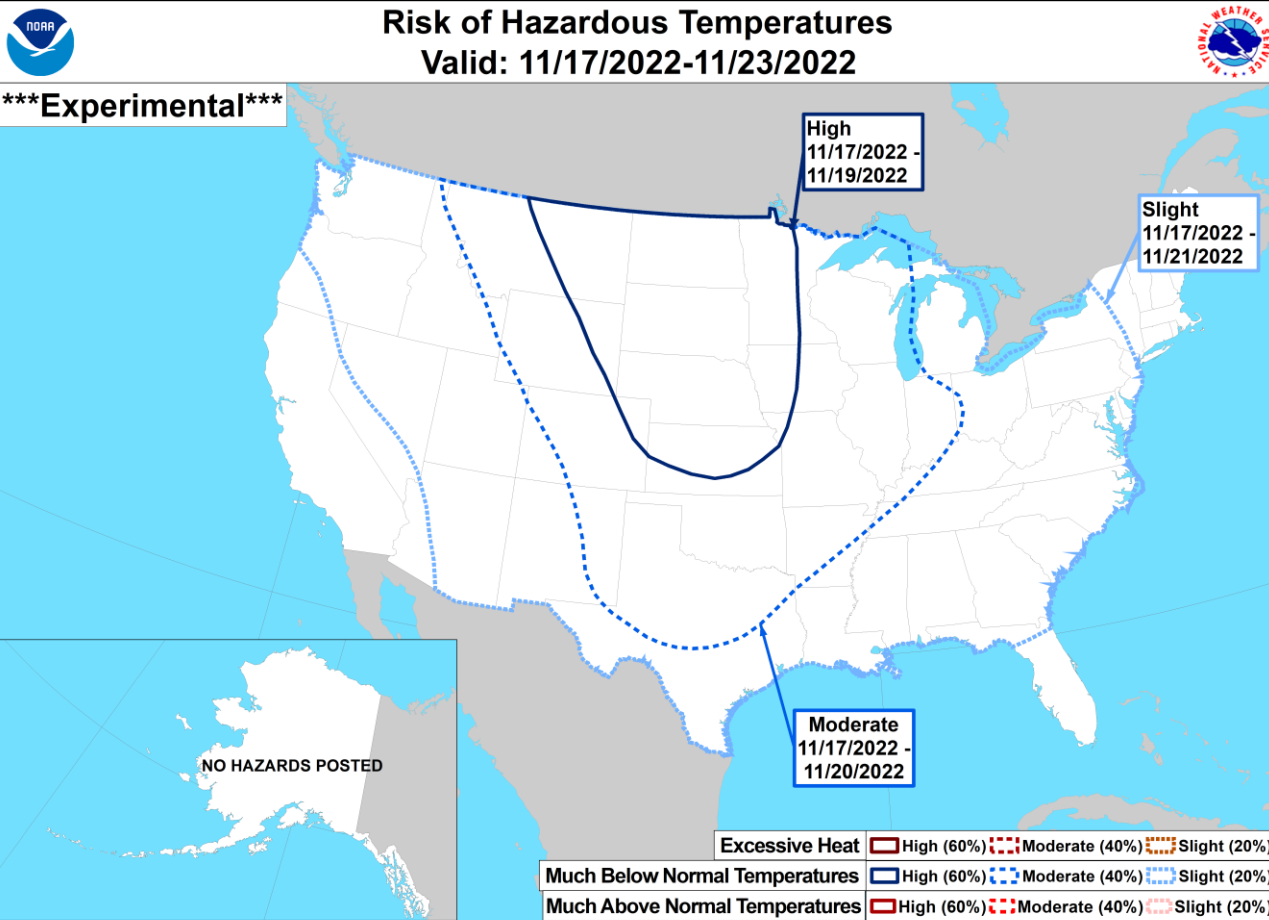 NOAA
Risk of Hazardous Temperatures
Valid: 11/17/2022-11/23/2022
NATIONAL WEATHER SERVICE
***Experimental***
High
11/17/2022 -
11/19/2022
Slight
11/17/2022 -
11/21/2022
Moderate
11/17/2022 -
11/20/2022
NO HAZARDS POSTED
Excessive Heat High (60%) Moderate (40%) Slight (20%)
Much Below Normal Temperatures High (60%) Moderate (40%) Slight (20%)
Much Above Normal Temperatures High (60%) Moderate (40%) Slight (20%)